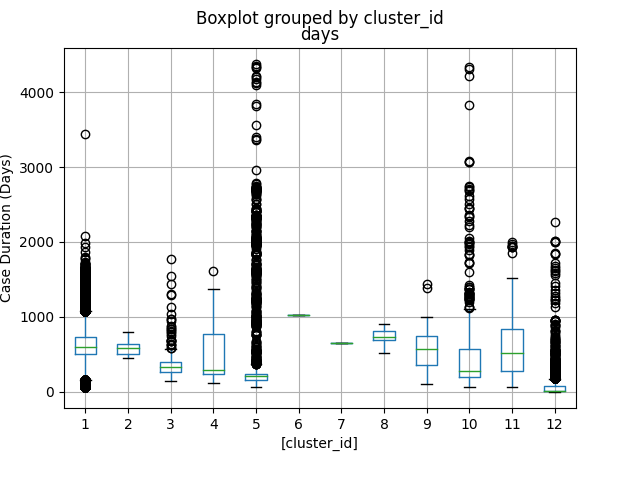 Boxplot grouped by cluster_id
days
Case Duration (Days)
4000
3000
2000
1000
0
1 2 3 4 5 6 7 8 9 10 11 12
[cluster_id]